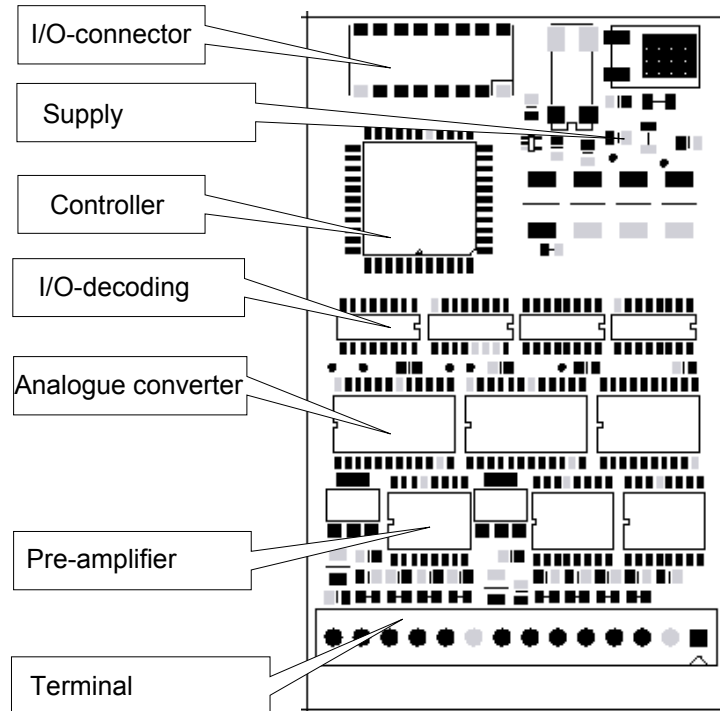 I/O-connector
Supply
Controller
I/O-decoding
Analogue converter
Pre-amplifier
Terminal